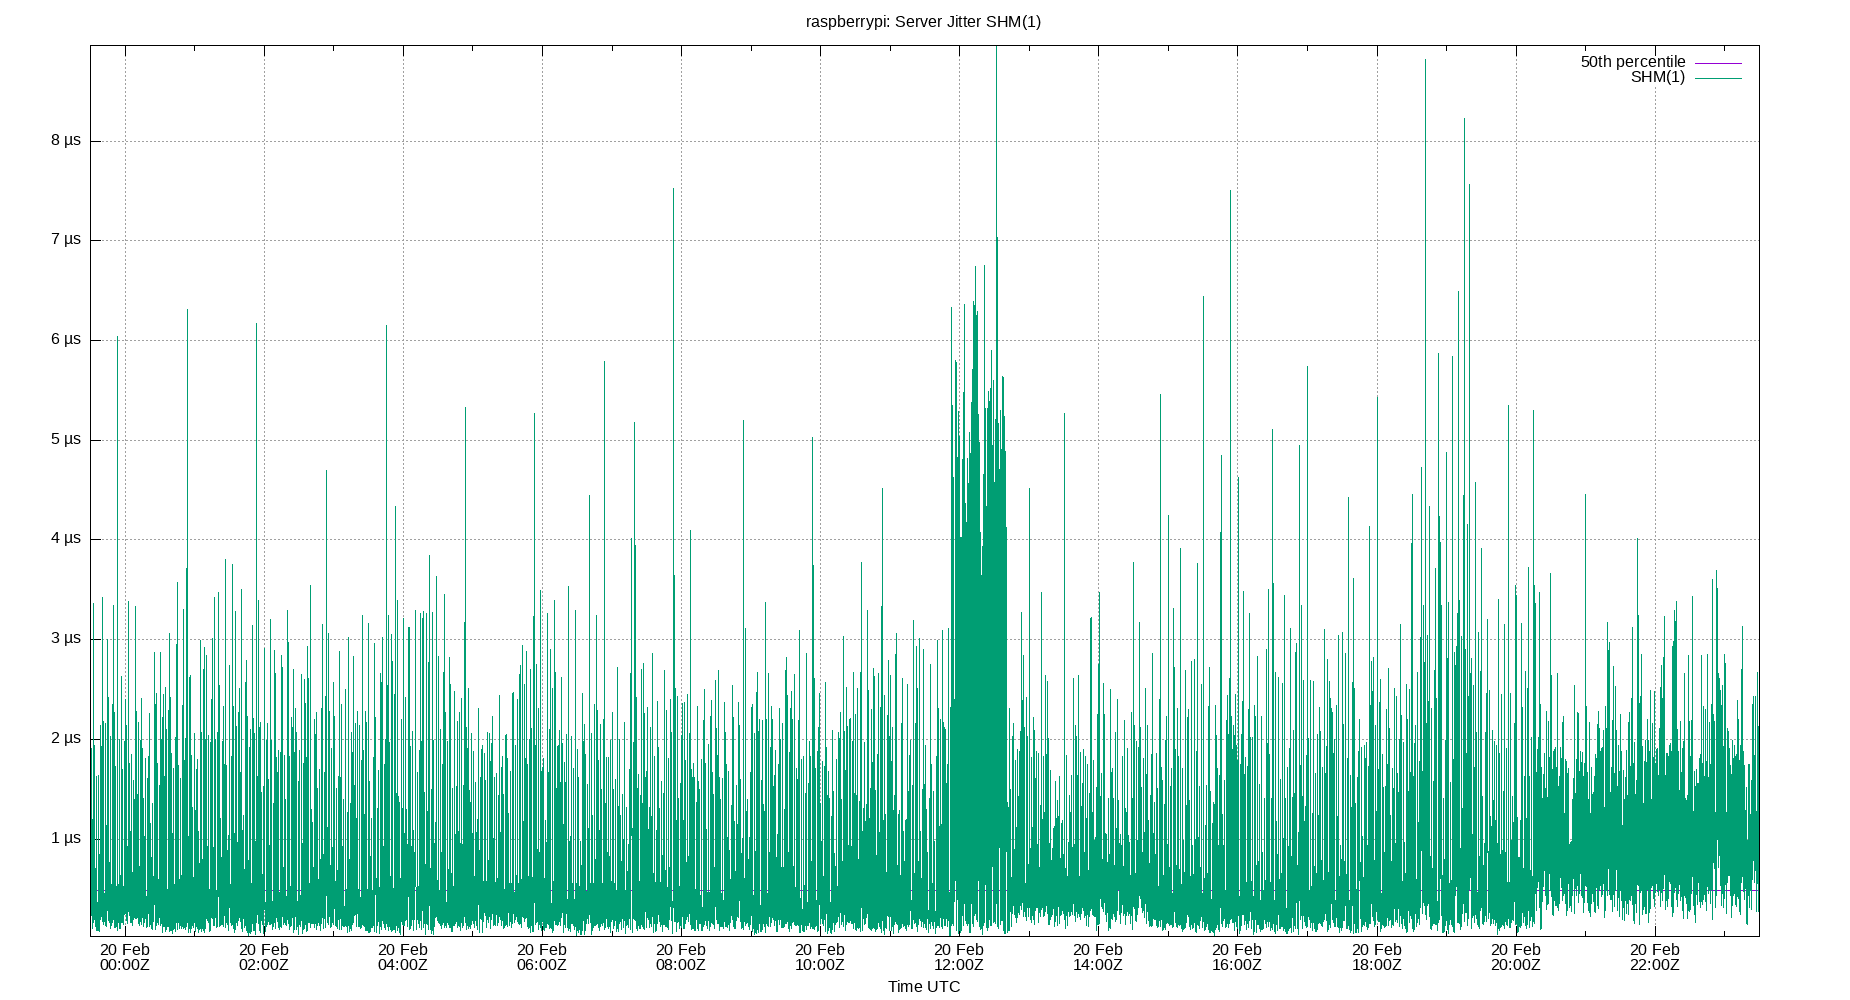 raspberrypi: Server Jitter SHM(1)
50th percentile
SHM(1)
8 µs
7 µs
6 µs
5 µs
4 µs
3 µs
2 µs
1 µs
20 Feb 20 Feb 20 Feb 20 Feb 20 Feb 20 Feb 20 Feb 20 Feb 20 Feb 20 Feb 20 Feb 20 Feb
00:00Z 02:00Z 04:00Z 06:00Z 08:00Z 10:00Z 12:00Z 14:00Z 16:00Z 18:00Z 20:00Z 22:00Z
Time UTC